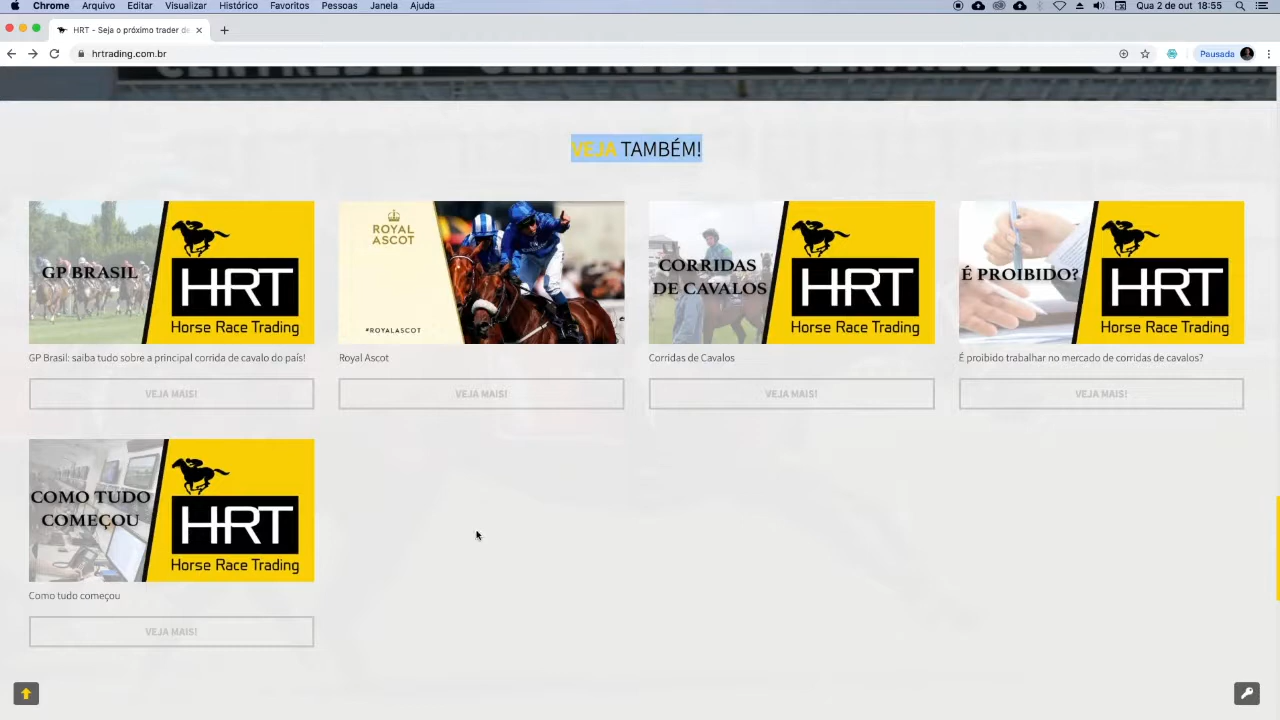 Chrome Arquivo Editar Visualizar Histórico Favoritos Pessoas Janela Ajuda Qua 2 de out 18:55
HRT - Seja o próximo trader de
hrtrading.com.br
Pausada
VEJA TAMBÉM!
GP BRASIL
HRT
Horse Race Trading
GP Brasil: saiba tudo sobre a principal corrida de cavalo do país!
VEJA MAIS!
ROYAL
ASCOT
#ROYALASCOT
Royal Ascot
VEJA MAIS!
CORRIDAS
DE CAVALOS
HRT
Horse Race Trading
Corridas de Cavalos
VEJA MAIS!
É PROIBIDO?
HRT
Horse Race Trading
É proibido trabalhar no mercado de corridas de cavalos?
VEJA MAIS!
COMO TUDO
COMEÇOU
HRT
Horse Race Trading
Como tudo começou
VEJA MAIS!